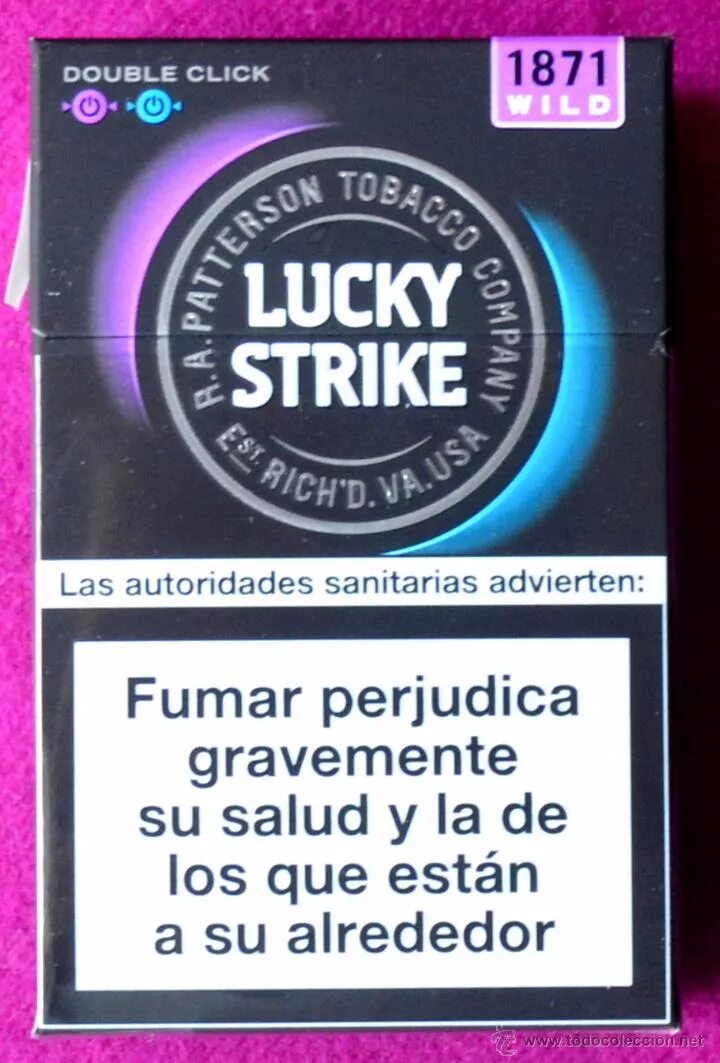 DOUBLE CLICK
1871
WILD
R.A. PATTERSON TOBACCO COMPANY
LUCKY
STRIKE
EST. RICH'D. VA. USA
Las autoridades sanitarias advierten:
Fumar perjudica
gravemente
su salud y la de
los que están
a su alrededor
www.todocoleccion.net